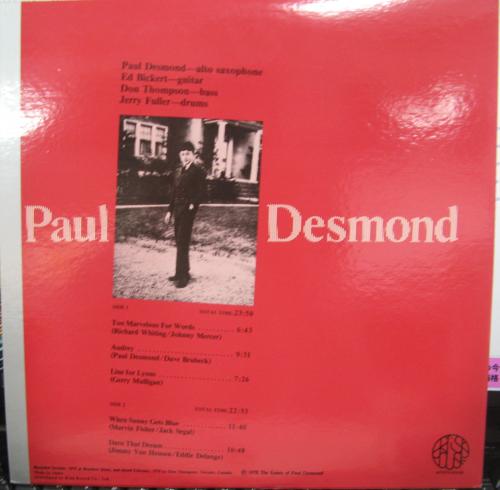 Paul Desmond—alto saxophone
Ed Bickert—guitar
Don Thompson—bass
Jerry Fuller—drums
Paul Desmond
SIDE 1 TOTAL TIME 23:50
Too Marvelous For Words .......... 6:43
(Richard Whiting/Johnny Mercer)
Audrey .......... 9:51
(Paul Desmond/Dave Brubeck)
Line for Lyons .......... 7:26
(Gerry Mulligan)
SIDE 2 TOTAL TIME 22:53
When Sunny Gets Blue .......... 11:40
(Marvin Fisher/Jack Segal)
Darn That Dream
(Jimmy Van Heusen/Eddie Delange)
1978 The Estate of Paul Desmond